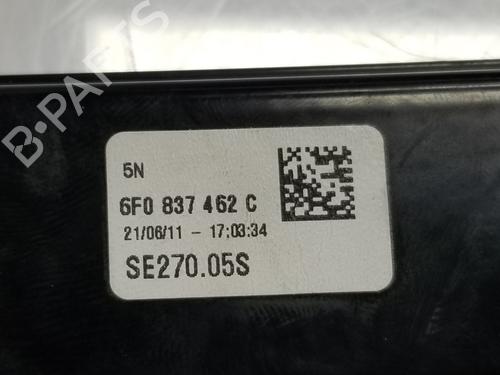 B-PARTS
5N
6F0 837 462 C
21/06/11 - 17:03:34
SE270.05S